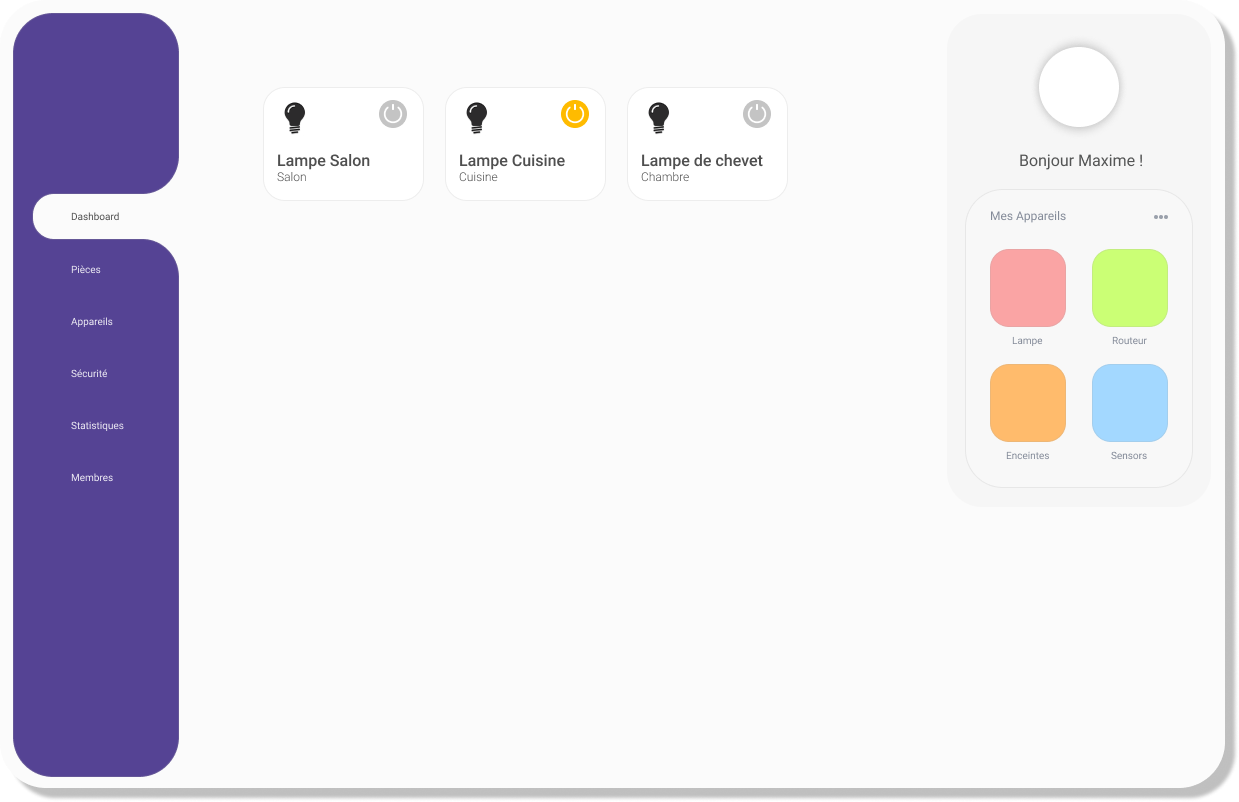 Dashboard
Pièces
Appareils
Sécurité
Statistiques
Membres
Lampe Salon
Salon
Lampe Cuisine
Cuisine
Lampe de chevet
Chambre
Bonjour Maxime !
Mes Appareils
Lampe
Routeur
Enceintes
Sensors